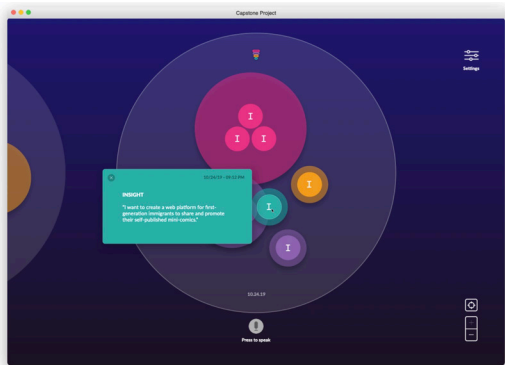 Capstone Project
Settings
I
I I
I
10/24/19 - 09:32 PM
INSIGHT
"I want to create a web platform for first-
generation immigrants to share and promote
their self-published mini-comics."
I
I
10.24.19
Press to speak